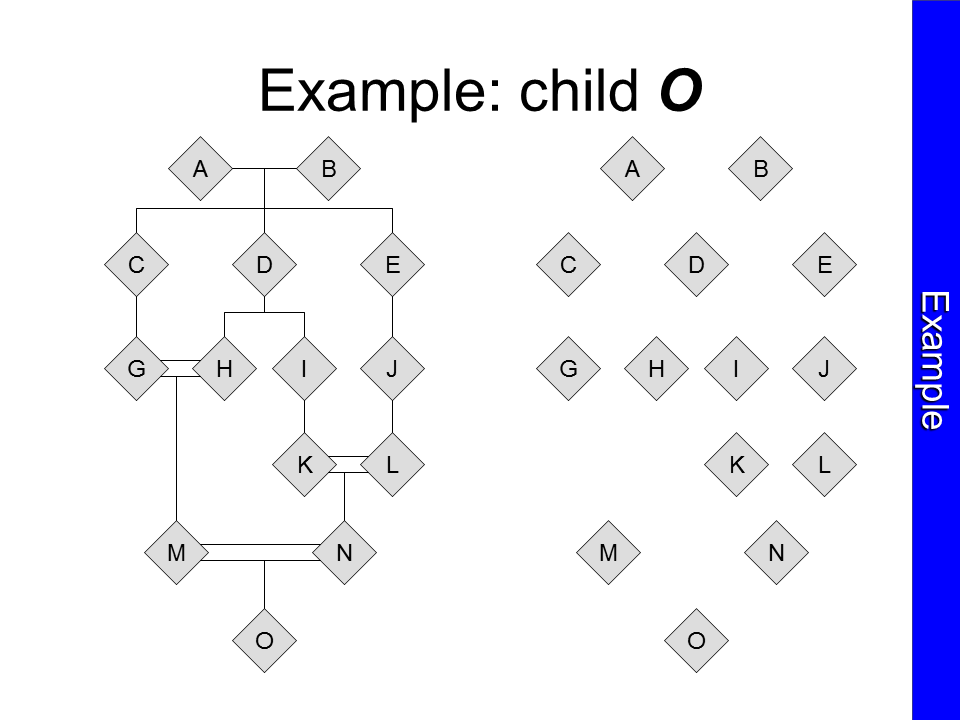 Example: child O
A B A B
C D E C D E
G H I J G H I J
K L K L
M N M N
O O
Example